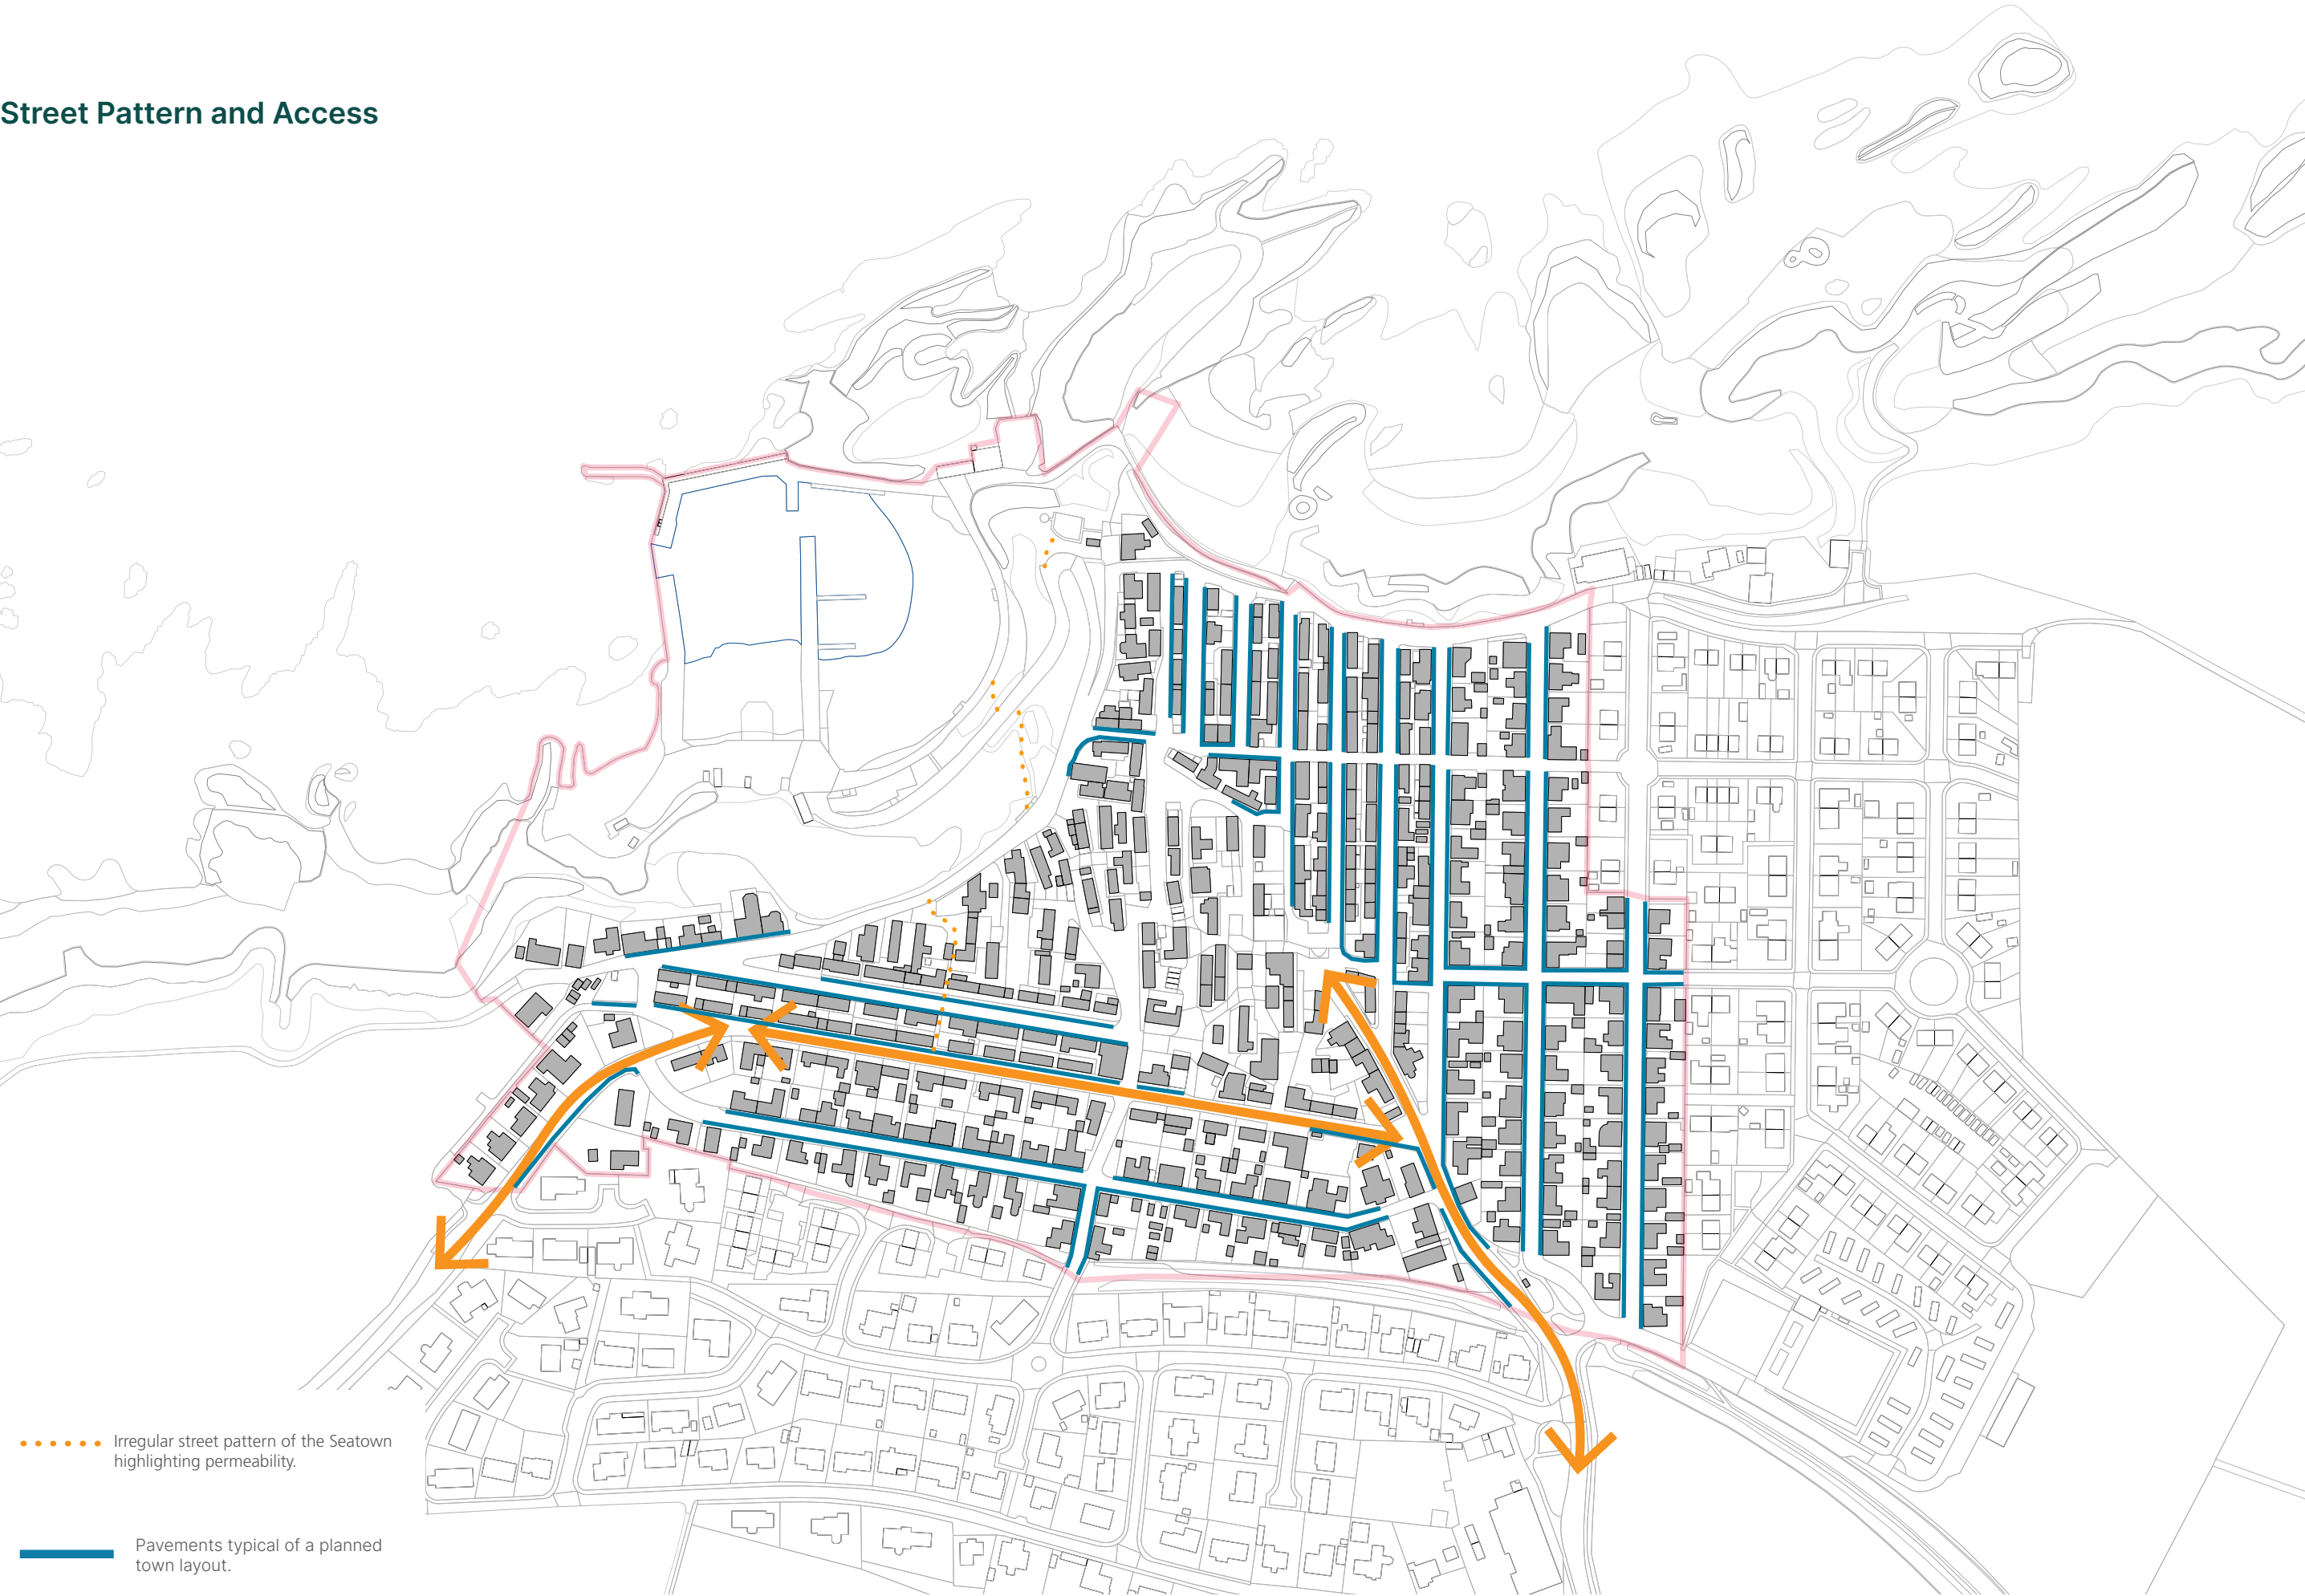 Street Pattern and Access
Irregular street pattern of the Seatown
highlighting permeability.
Pavements typical of a planned
town layout.